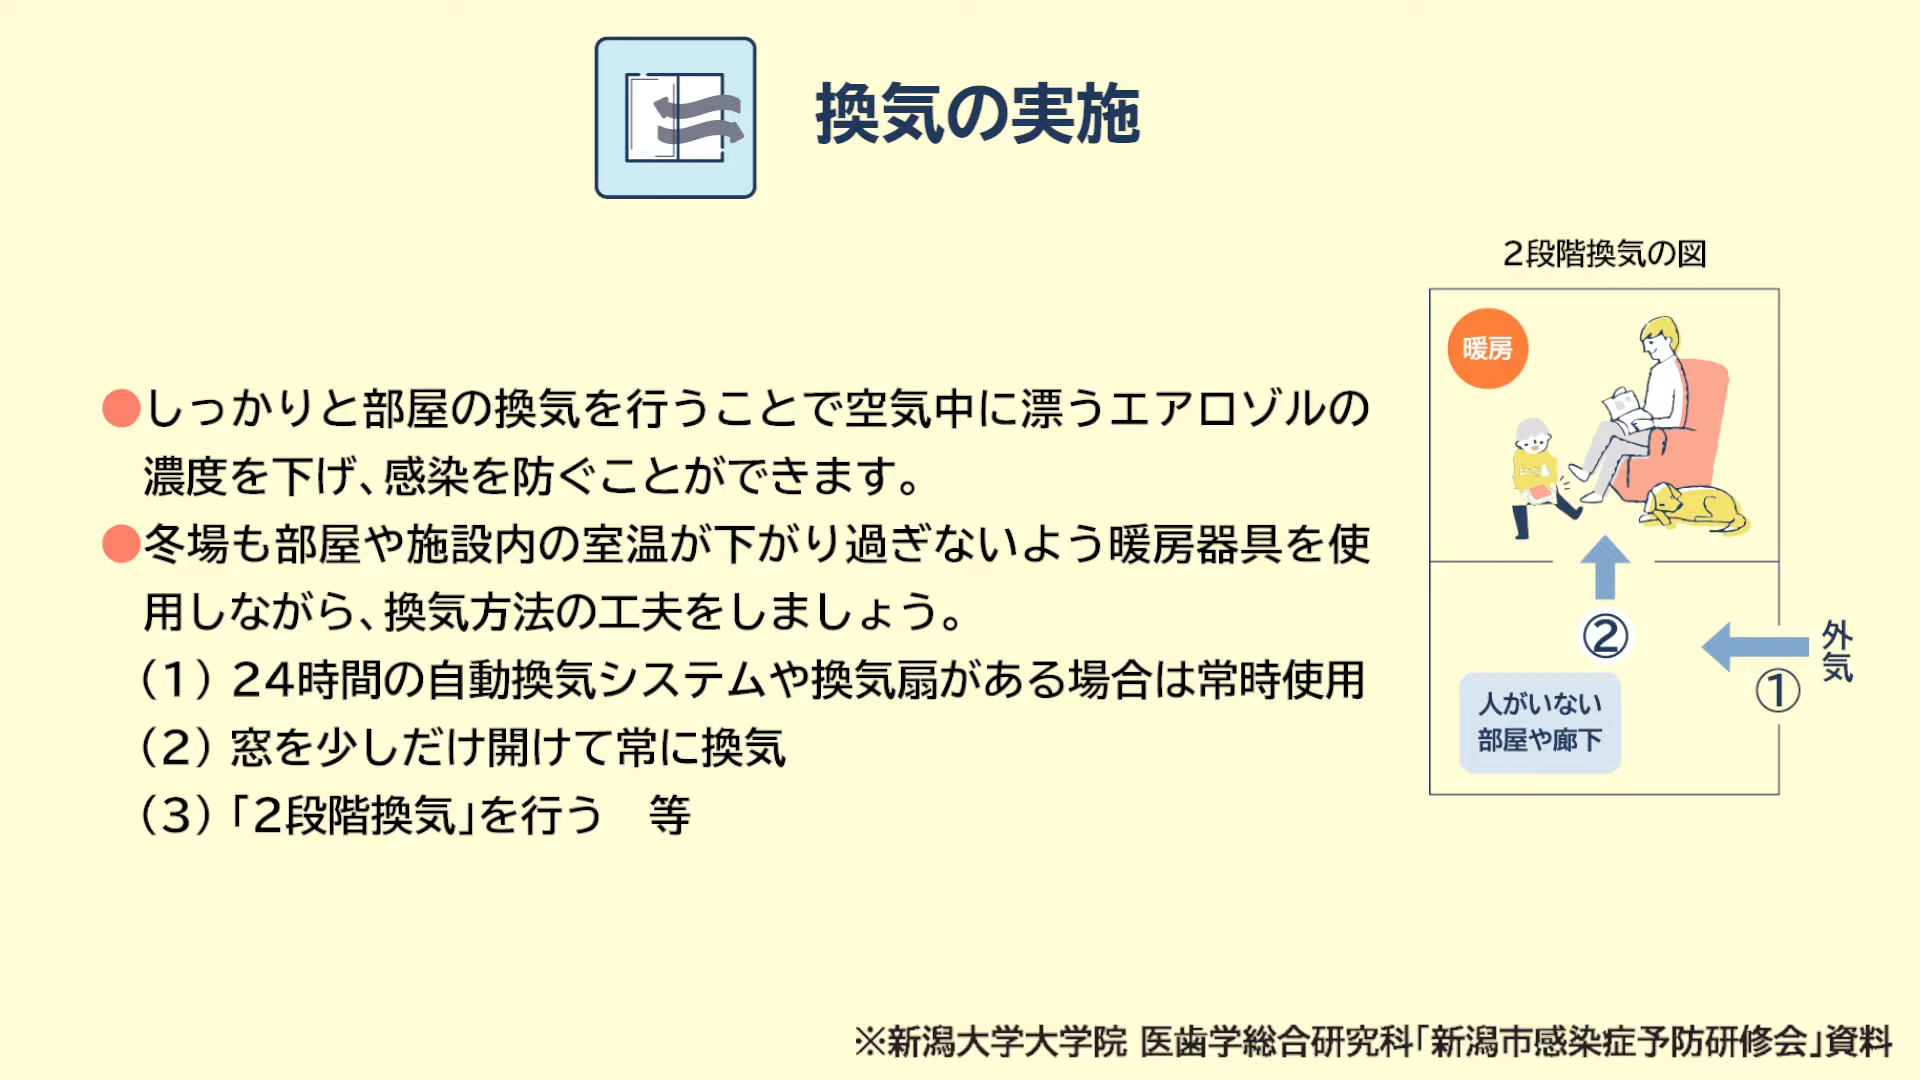 換気の実施
●しっかりと部屋の換気を行うことで空気中に漂うエアロゾルの
濃度を下げ、感染を防ぐことができます。
●冬場も部屋や施設内の室温が下がり過ぎないよう暖房器具を使
用しながら、換気方法の工夫をしましょう。
（1）24時間の自動換気システムや換気扇がある場合は常時使用
（2）窓を少しだけ開けて常に換気
（3）「2段階換気」を行う　等
2段階換気の図
暖房
②
外気
①
人がいない
部屋や廊下
※新潟大学大学院 医歯学総合研究科「新潟市感染症予防研修会」資料